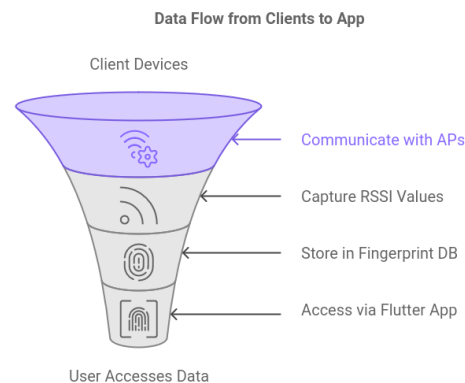 Data Flow from Clients to App
Client Devices
Communicate with APs
Capture RSSI Values
Store in Fingerprint DB
Access via Flutter App
User Accesses Data